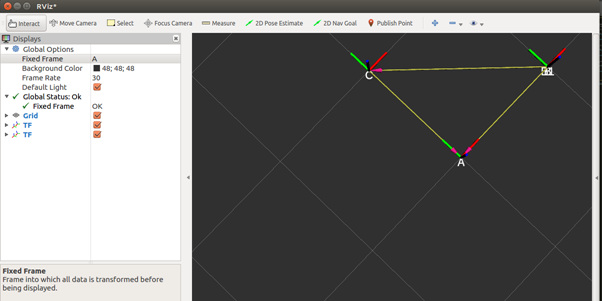 RViz*
Interact Move Camera Select Focus Camera Measure 2D Pose Estimate 2D Nav Goal Publish Point
Displays
Global Options
Fixed Frame A
Background Color 48; 48; 48
Frame Rate 30
Default Light
Global Status: Ok
Fixed Frame OK
Grid
TF
TF
C
A
Fixed Frame
Frame into which all data is transformed before
being displayed.